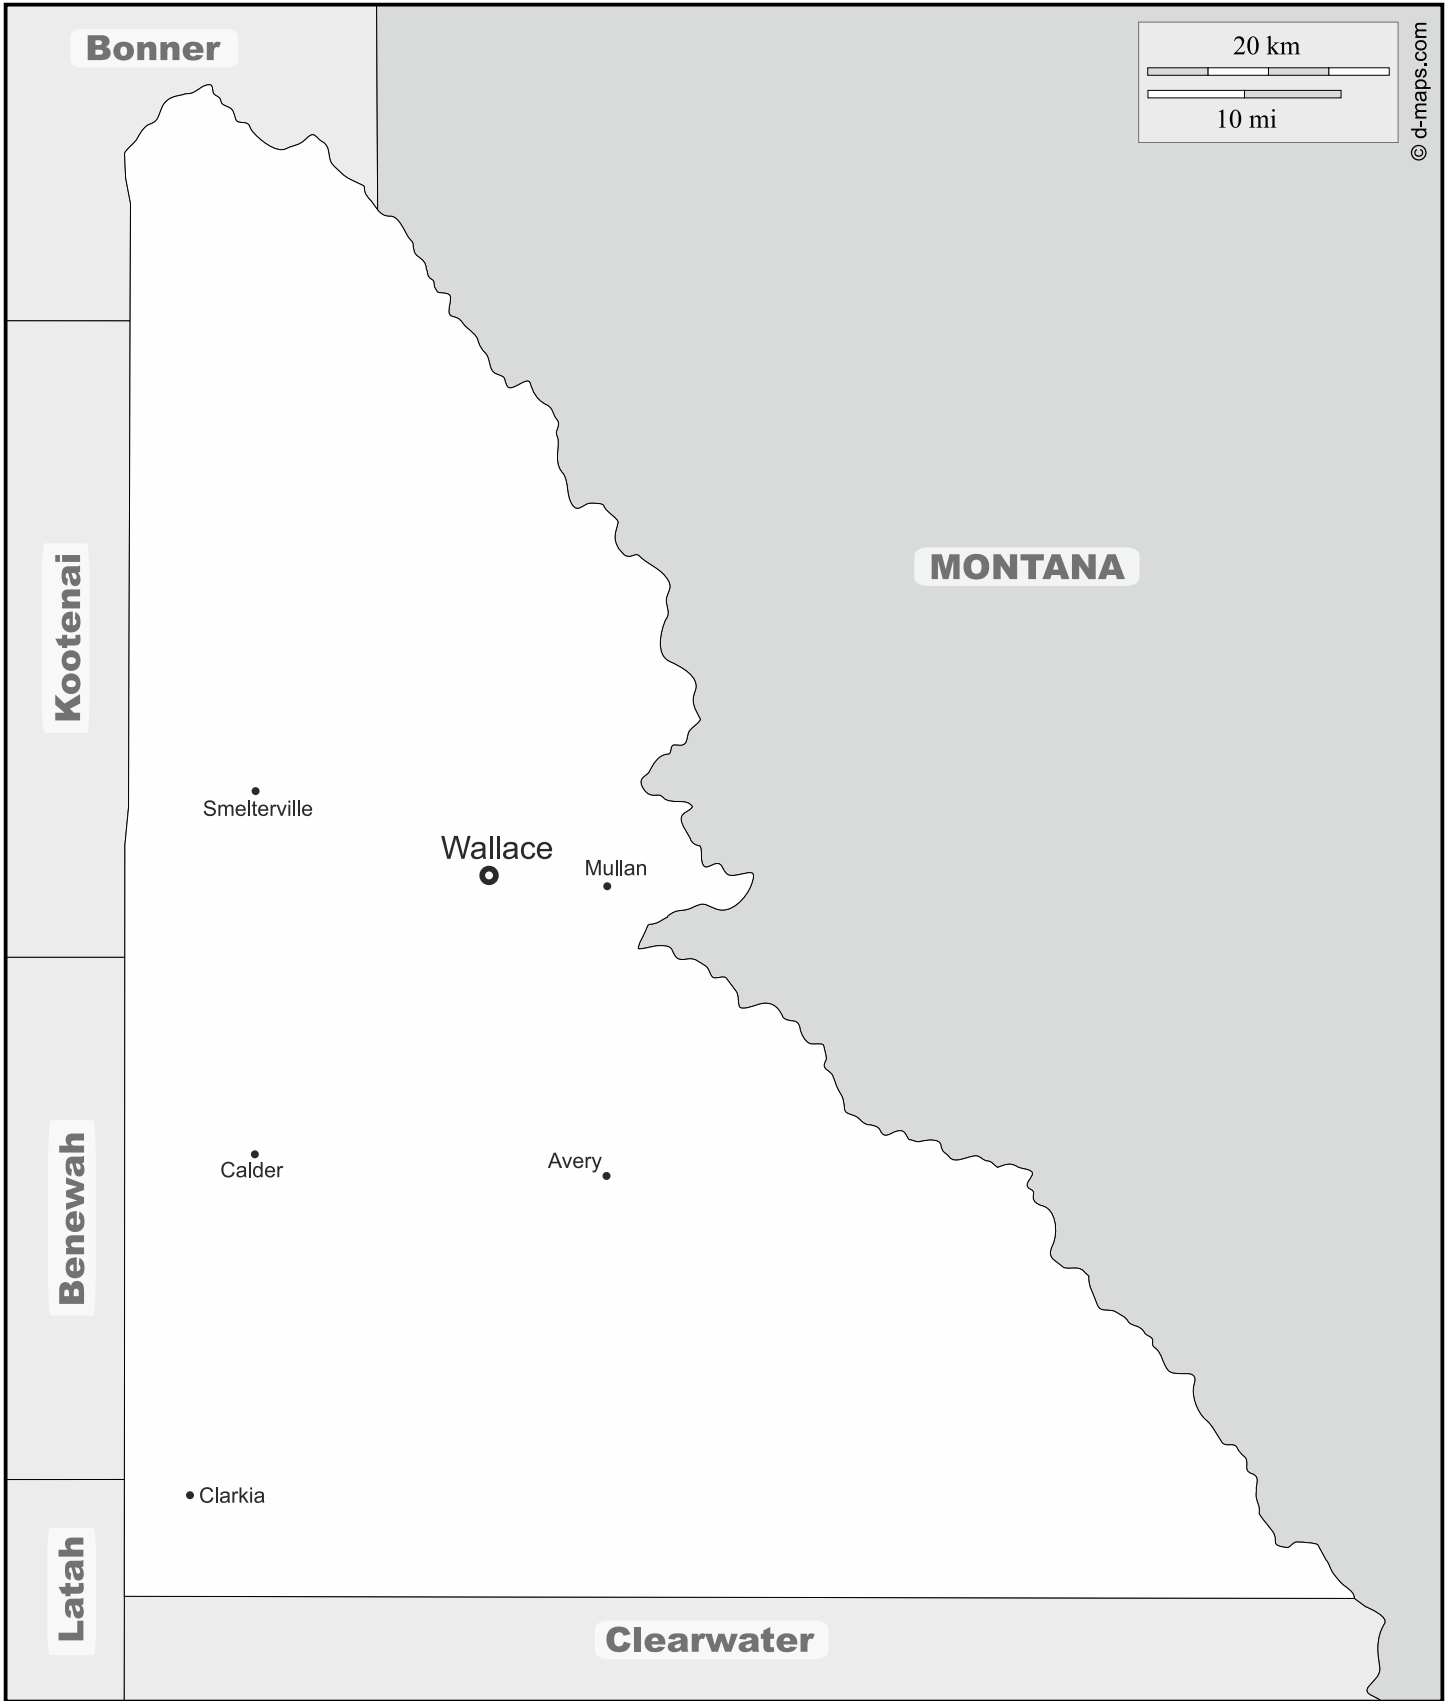 Bonner
20 km
10 mi
© d-maps.com
MONTANA
Kootenai
Smelterville
Wallace
Mullan
Benewah
Calder
Avery
Clarkia
Latah
Clearwater